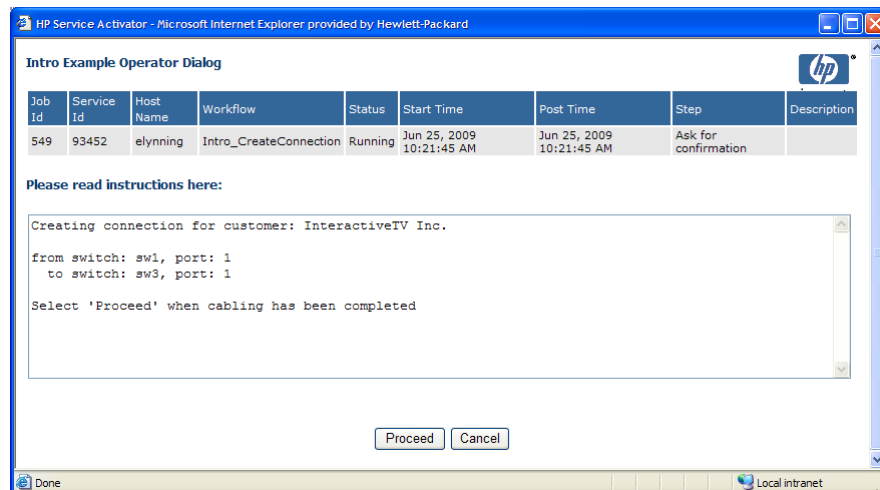 HP Service Activator - Microsoft Internet Explorer provided by Hewlett-Packard
Intro Example Operator Dialog
hp
Job Id Service Id Host Name Workflow Status Start Time Post Time Step Description
549 93452 elynning Intro_CreateConnection Running Jun 25, 2009 10:21:45 AM Jun 25, 2009 10:21:45 AM Ask for confirmation
Please read instructions here:
Creating connection for customer: InteractiveTV Inc.
from switch: sw1, port: 1
to switch: sw3, port: 1
Select 'Proceed' when cabling has been completed
Proceed Cancel
Done Local intranet